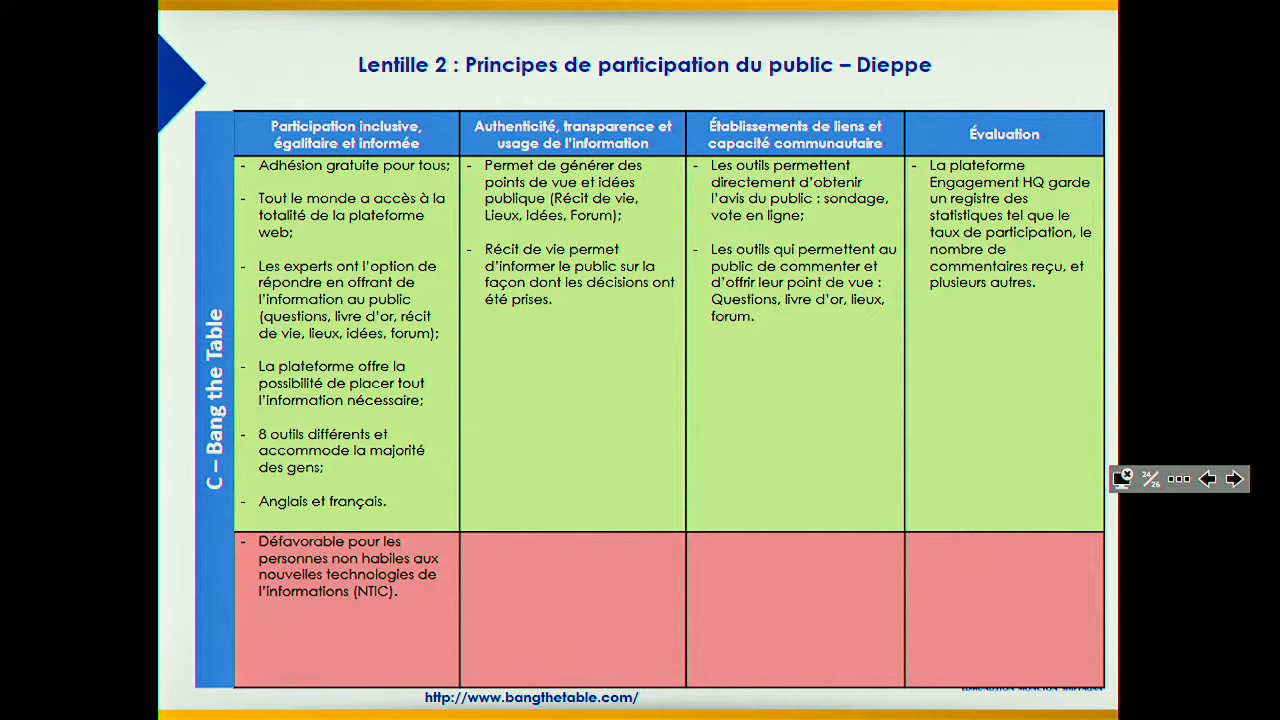 Lentille 2 : Principes de participation du public – Dieppe
Participation inclusive,
égalitaire et informée
Authenticité, transparence et
usage de l'information
Établissements de liens et
capacité communautaire
Évaluation
C – Bang the Table
- Adhésion gratuite pour tous;
- Tout le monde a accès à la
totalité de la plateforme
web;
- Les experts ont l'option de
répondre en offrant de
l'information au public
(questions, livre d'or, récit
de vie, lieux, idées, forum);
- La plateforme offre la
possibilité de placer tout
l'information nécessaire;
- 8 outils différents et
accommode la majorité
des gens;
- Anglais et français.
- Permet de générer des
points de vue et idées
publique (Récit de vie,
Lieux, Idées, Forum);
- Récit de vie permet
d'informer le public sur la
façon dont les décisions ont
été prises.
- Les outils permettent
directement d'obtenir
l'avis du public : sondage,
vote en ligne;
- Les outils qui permettent au
public de commenter et
d'offrir leur point de vue :
Questions, livre d'or, lieux,
forum.
- La plateforme
Engagement HQ garde
un registre des
statistiques tel que le
taux de participation, le
nombre de
commentaires reçu, et
plusieurs autres.
- Défavorable pour les
personnes non habiles aux
nouvelles technologies de
l'informations (NTIC).
24/26
EDMUNDSTON MONCTON SHIPPAGAN
http://www.bangthetable.com/